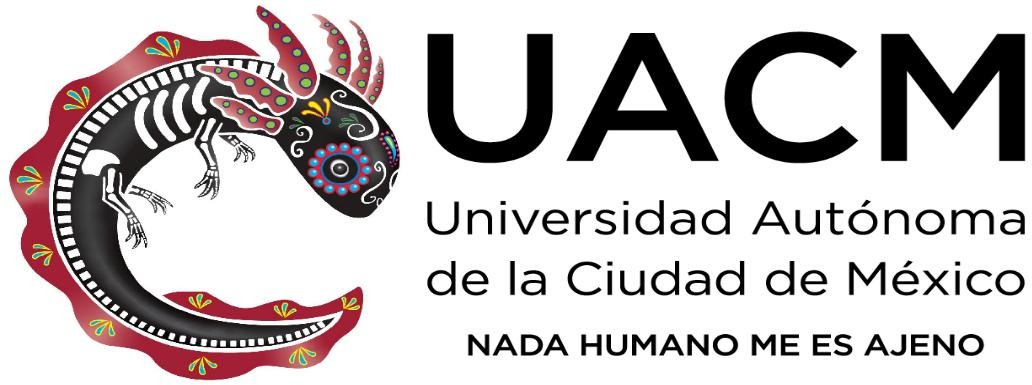 UACM
Universidad Autónoma
de la Ciudad de México
NADA HUMANO ME ES AJENO